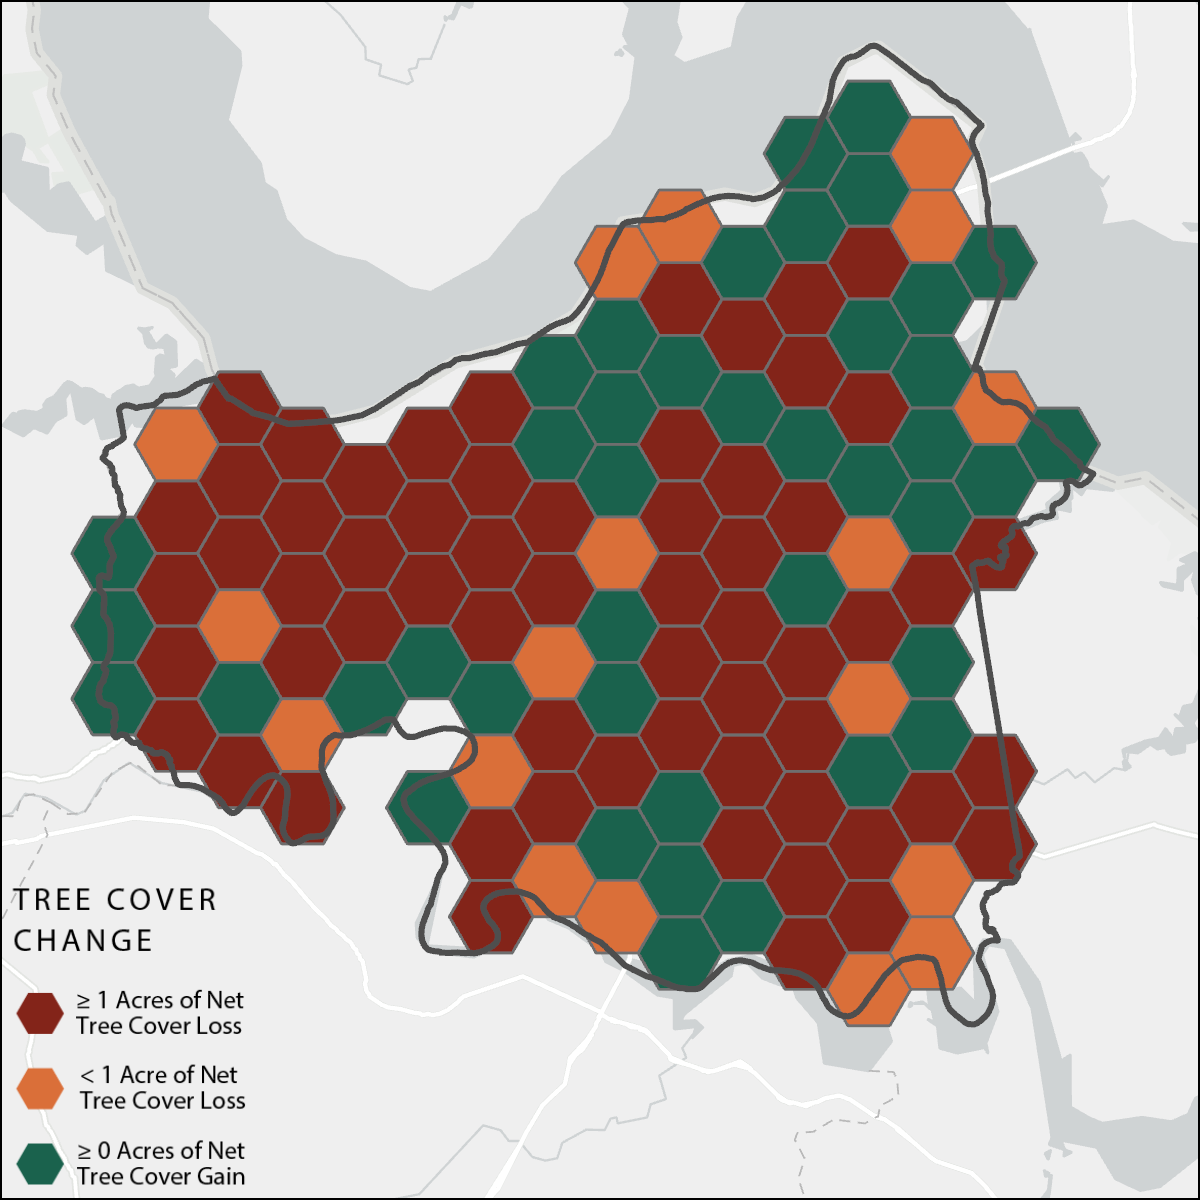 TREE COVER
CHANGE
≥ 1 Acres of Net
Tree Cover Loss
< 1 Acre of Net
Tree Cover Loss
≥ 0 Acres of Net
Tree Cover Gain